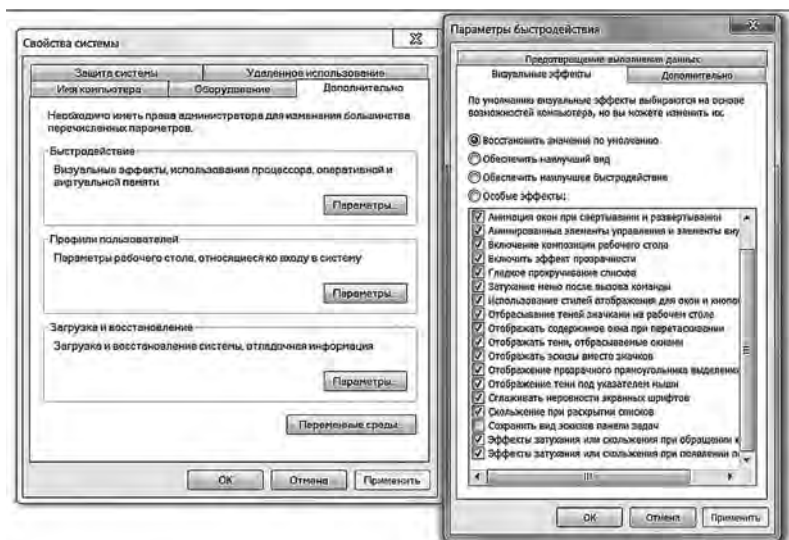 Свойства системы
Защита системы
Удаленное использование
Имя компьютера
Оборудование
Дополнительно
Необходимо иметь права администратора для изменения большинства
перечисленных параметров.
Быстродействие
Визуальные эффекты, использование процессора, оперативной и
виртуальной памяти
Параметры...
Профили пользователей
Параметры рабочего стола, относящиеся ко входу в систему
Параметры...
Загрузка и восстановление
Загрузка и восстановление системы, отладочная информация
Параметры...
Переменные среды...
ОК
Отмена
Применить
Параметры быстродействия
Предотвращение выполнения данных
Визуальные эффекты
Дополнительно
По умолчанию визуальные эффекты выбираются на основе
возможностей компьютера, но вы можете изменить их.
Восстановить значения по умолчанию
Обеспечить наилучший вид
Обеспечить наилучшее быстродействие
Особые эффекты:
Анимация окон при свертывании и развертывании
Анимированные элементы управления и элементы вну
Включение композиции рабочего стола
Включить эффект прозрачности
Гладкое прокручивание списков
Затухание меню после вызова команды
Использование стилей отображения для окон и кнопо
Отбрасывание теней значками на рабочем столе
Отображать содержимое окна при перетаскивании
Отображать тени, отбрасываемые окнами
Отображать эскизы вместо значков
Отображение прозрачного прямоугольника выделени
Отображение тени под указателем мыши
Сглаживать неровности экранных шрифтов
Скольжение при раскрытии списков
Сохранить вид эскизов панели задач
Эффекты затухания или скольжения при обращении к
Эффекты затухания или скольжения при появлении п
ОК
Отмена
Применить